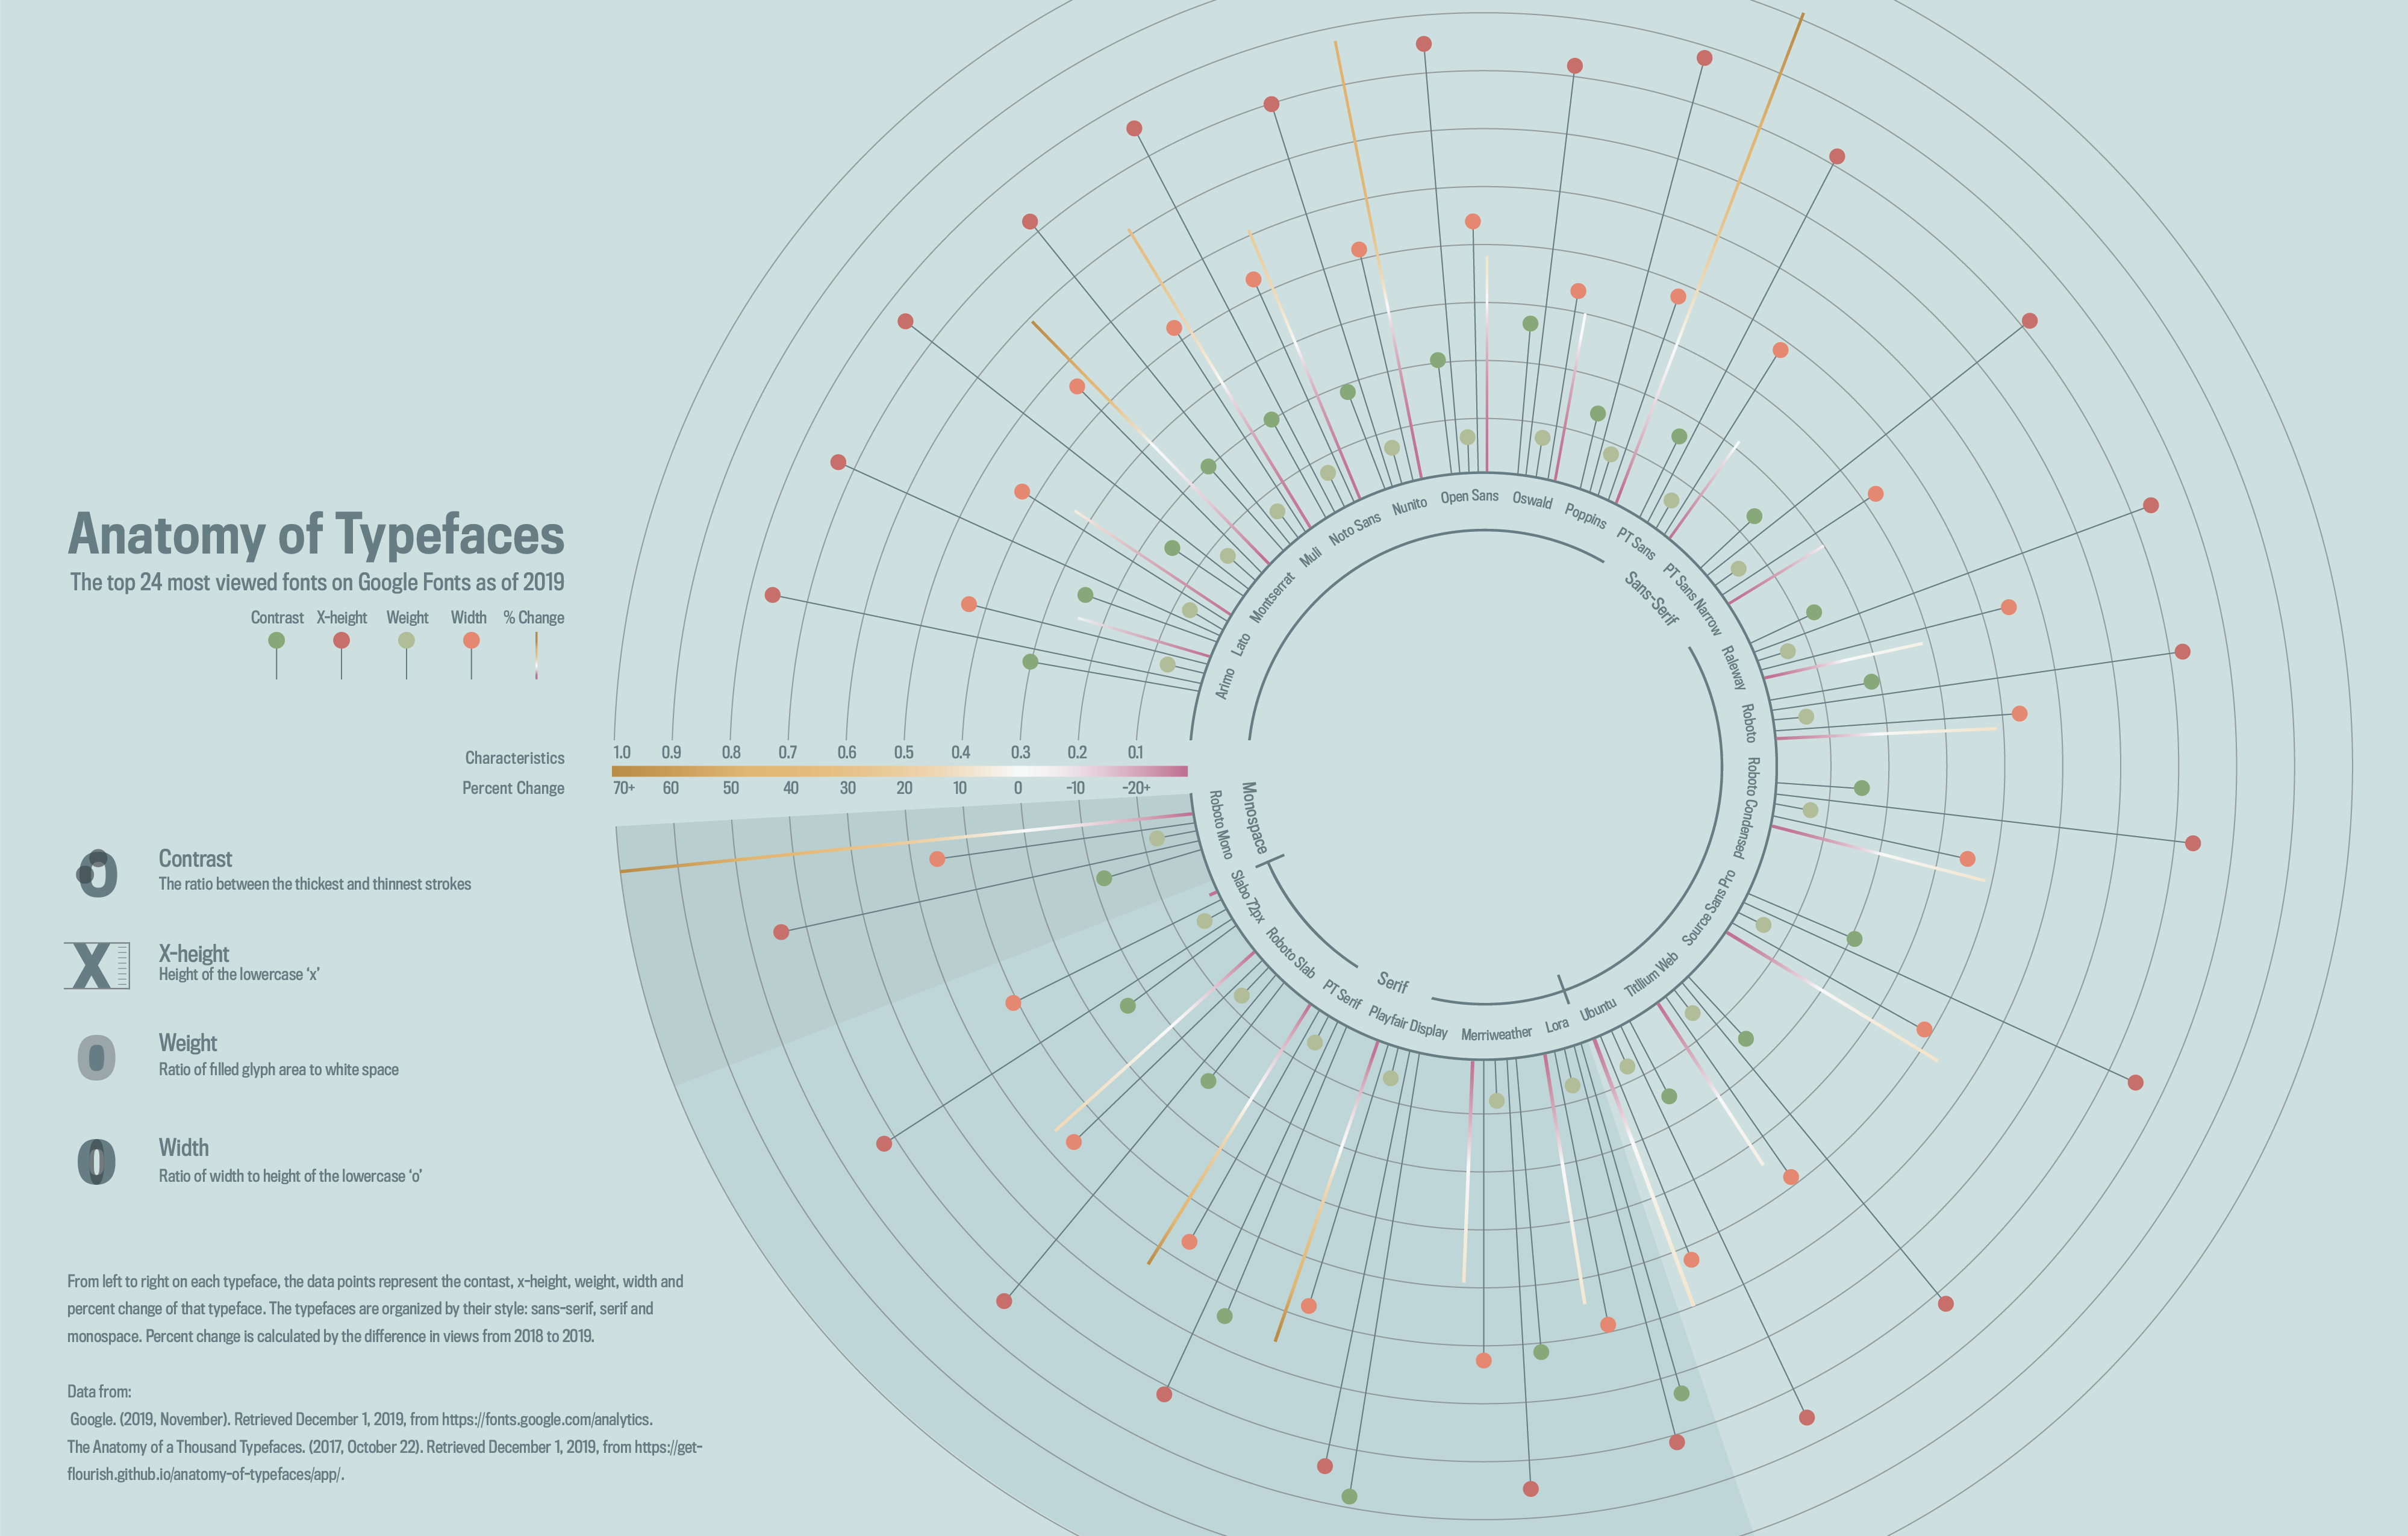 Anatomy of Typefaces
The top 24 most viewed fonts on Google Fonts as of 2019
Contrast X-height Weight Width % Change
Characteristics
1.0 0.9 0.8 0.7 0.6 0.5 0.4 0.3 0.2 0.1
Percent Change
70+ 60 50 40 30 20 10 0 -10 -20+
Contrast
The ratio between the thickest and thinnest strokes
X-height
Height of the lowercase ‘x’
Weight
Ratio of filled glyph area to white space
Width
Ratio of width to height of the lowercase ‘o’
From left to right on each typeface, the data points represent the contast, x-height, weight, width and
percent change of that typeface. The typefaces are organized by their style: sans-serif, serif and
monospace. Percent change is calculated by the difference in views from 2018 to 2019.
Data from:
Google. (2019, November). Retrieved December 1, 2019, from https://fonts.google.com/analytics.
The Anatomy of a Thousand Typefaces. (2017, October 22). Retrieved December 1, 2019, from https://get-
flourish.github.io/anatomy-of-typefaces/app/.
Arimo
Lato
Montserrat
Muli
Noto Sans
Nunito
Open Sans
Oswald
Poppins
PT Sans
PT Sans Narrow
Raleway
Roboto
Roboto Condensed
Source Sans Pro
Titllium Web
Ubuntu
Lora
Merriweather
Playfair Display
PT Serif
Roboto Slab
Slabo 72px
Roboto Mono
Sans-Serif
Serif
Monospace